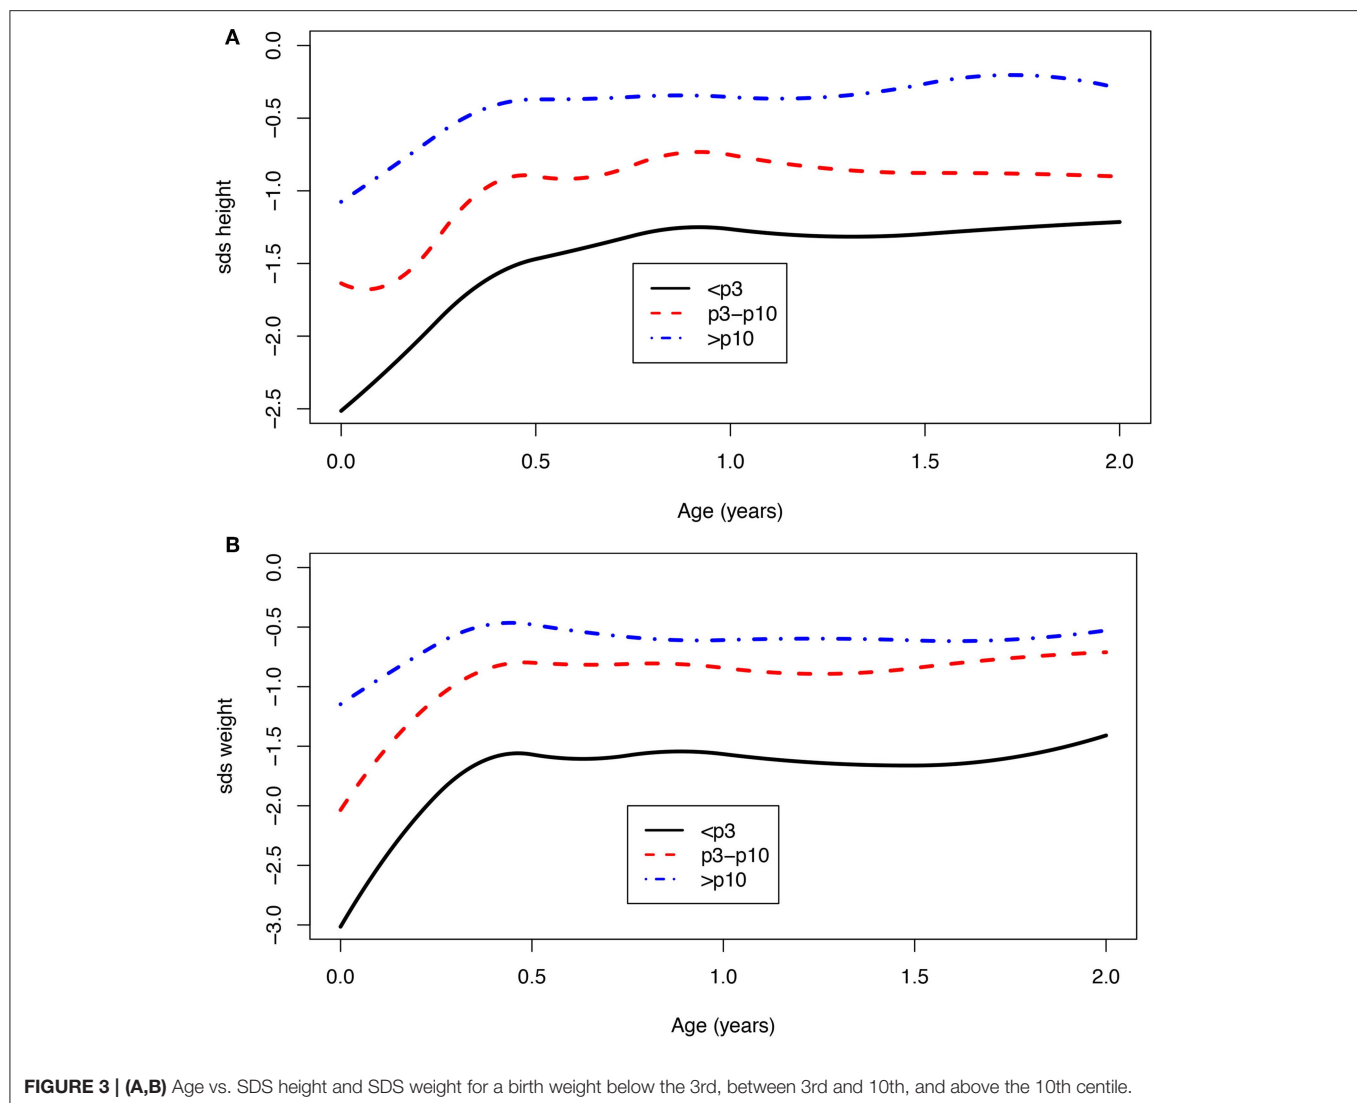 A
0.0
−0.5
−1.0
−1.5
−2.0
−2.5
sds height
<p3
p3−p10
>p10
0.0 0.5 1.0 1.5 2.0
Age (years)
B
0.0
−0.5
−1.0
−1.5
−2.0
−2.5
−3.0
sds weight
<p3
p3−p10
>p10
0.0 0.5 1.0 1.5 2.0
Age (years)
FIGURE 3 | (A,B) Age vs. SDS height and SDS weight for a birth weight below the 3rd, between 3rd and 10th, and above the 10th centile.